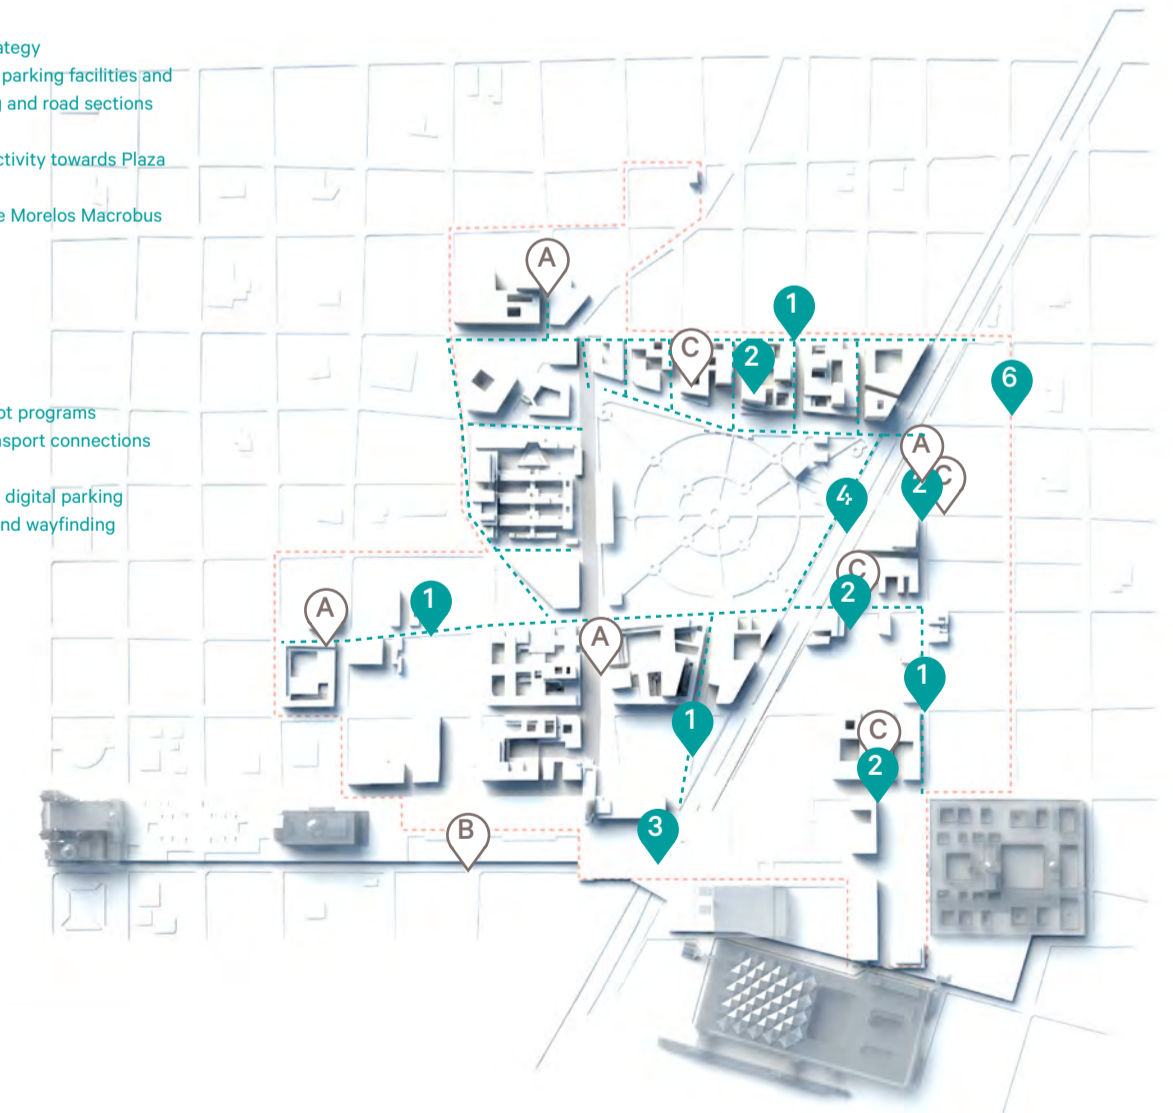 ategy
parking facilities and
g and road sections
ctivity towards Plaza
e Morelos Macrobus
A
1
C
2
6
ot programs
nsport connections
A
C
2
4
digital parking
nd wayfinding
C
2
A
1
A
1
1
C
2
3
B